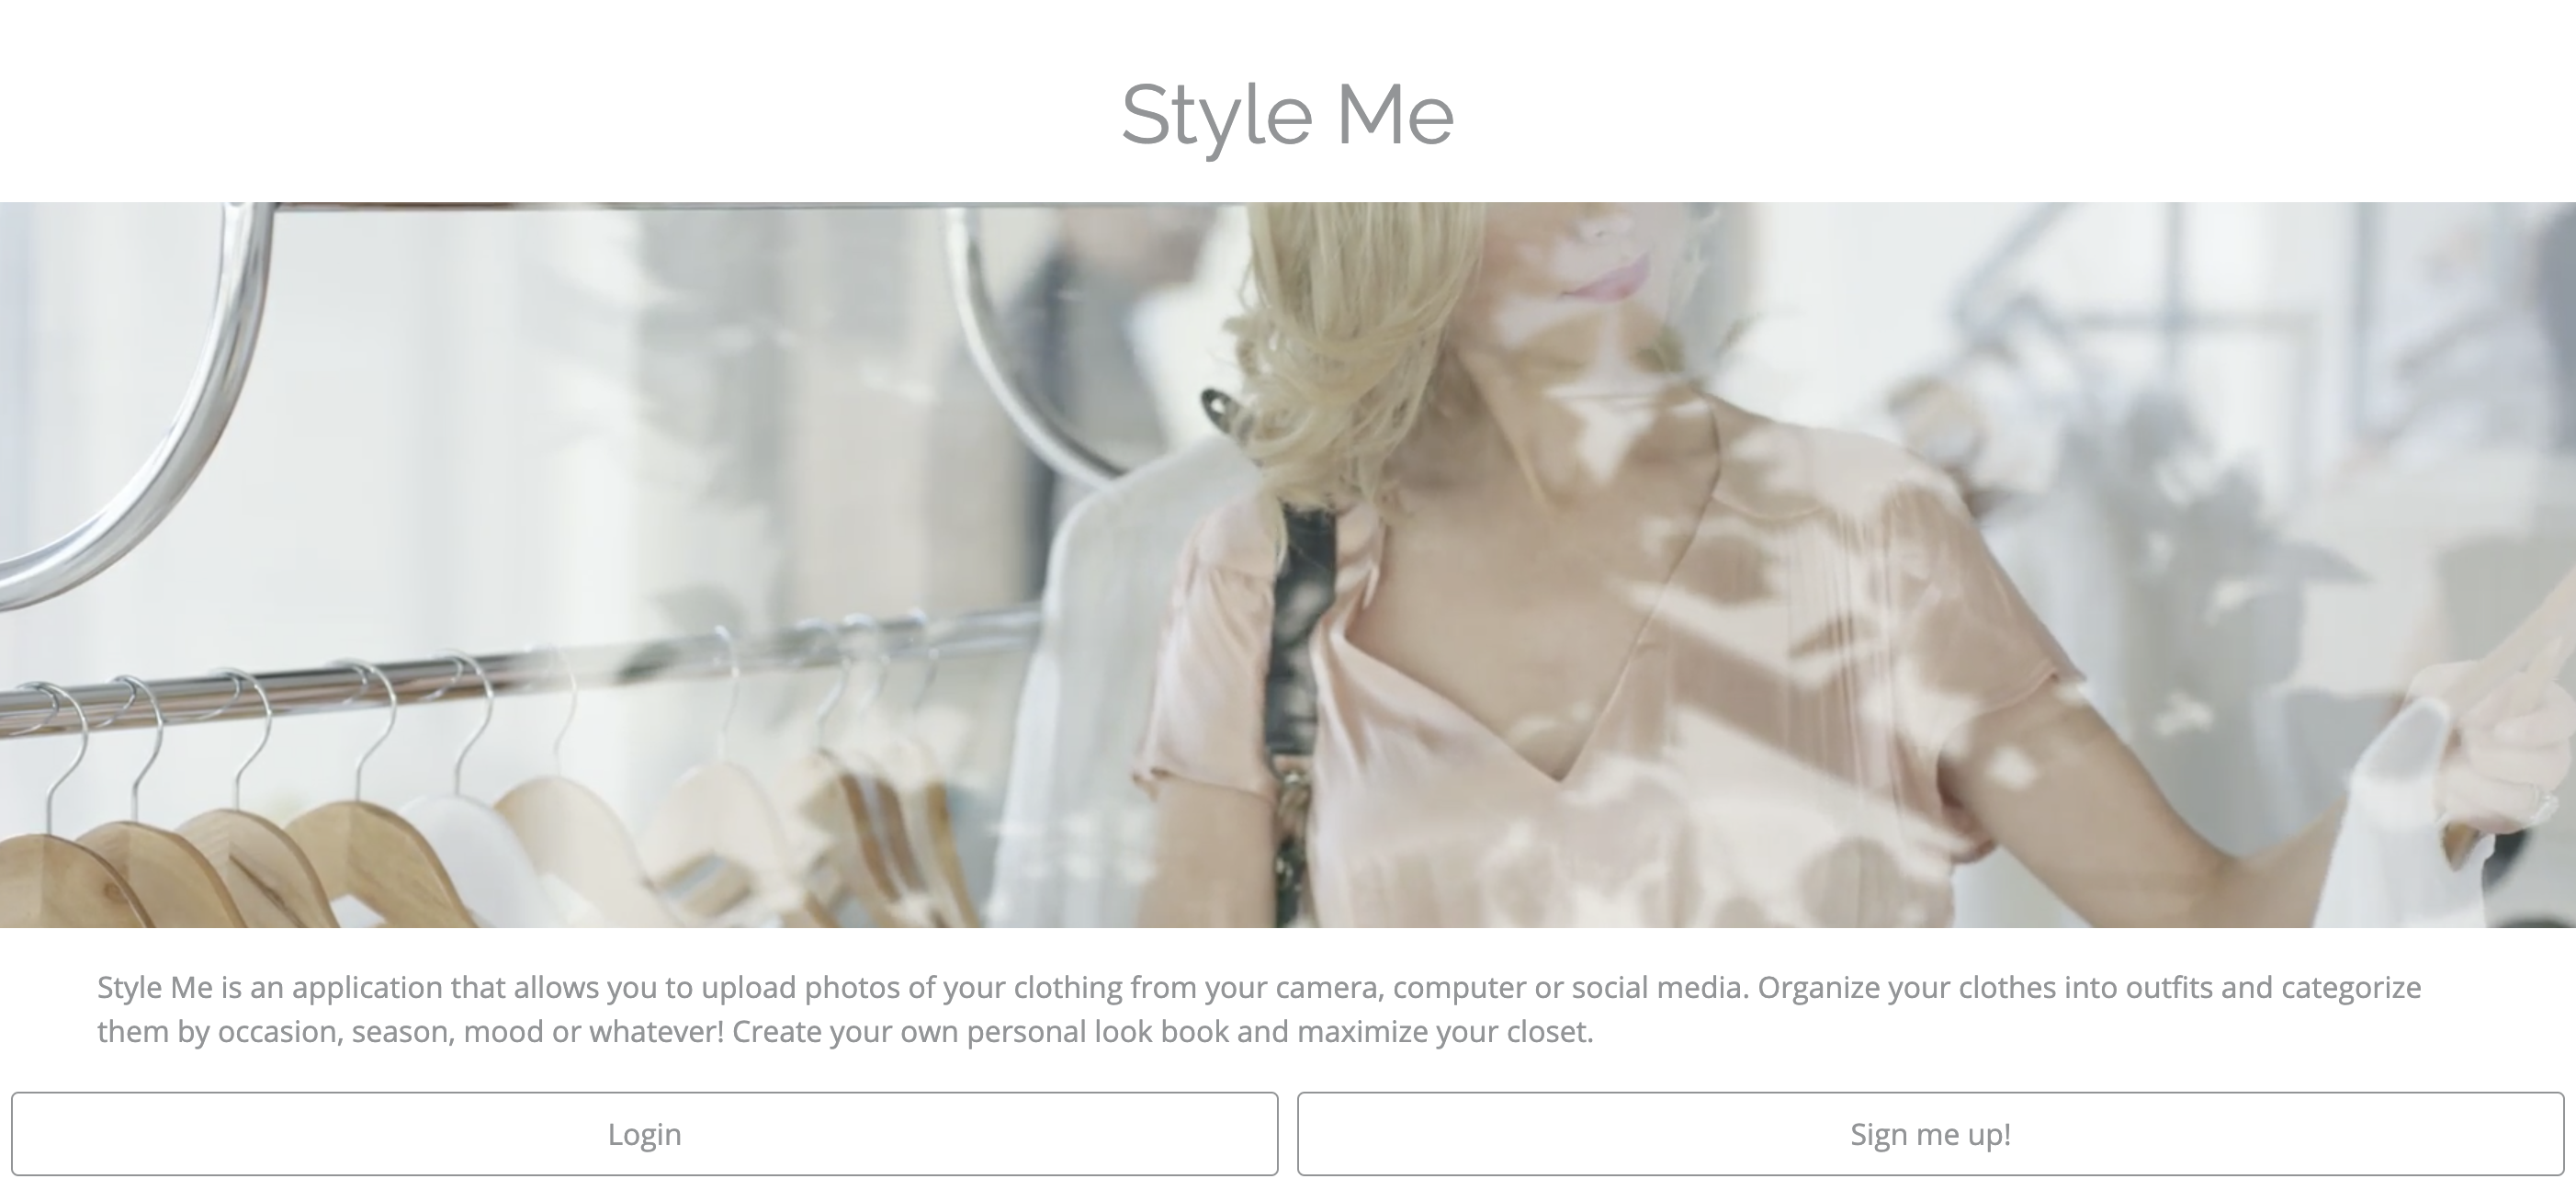 Style Me
Style Me is an application that allows you to upload photos of your clothing from your camera, computer or social media. Organize your clothes into outfits and categorize
them by occasion, season, mood or whatever! Create your own personal look book and maximize your closet.
Login
Sign me up!